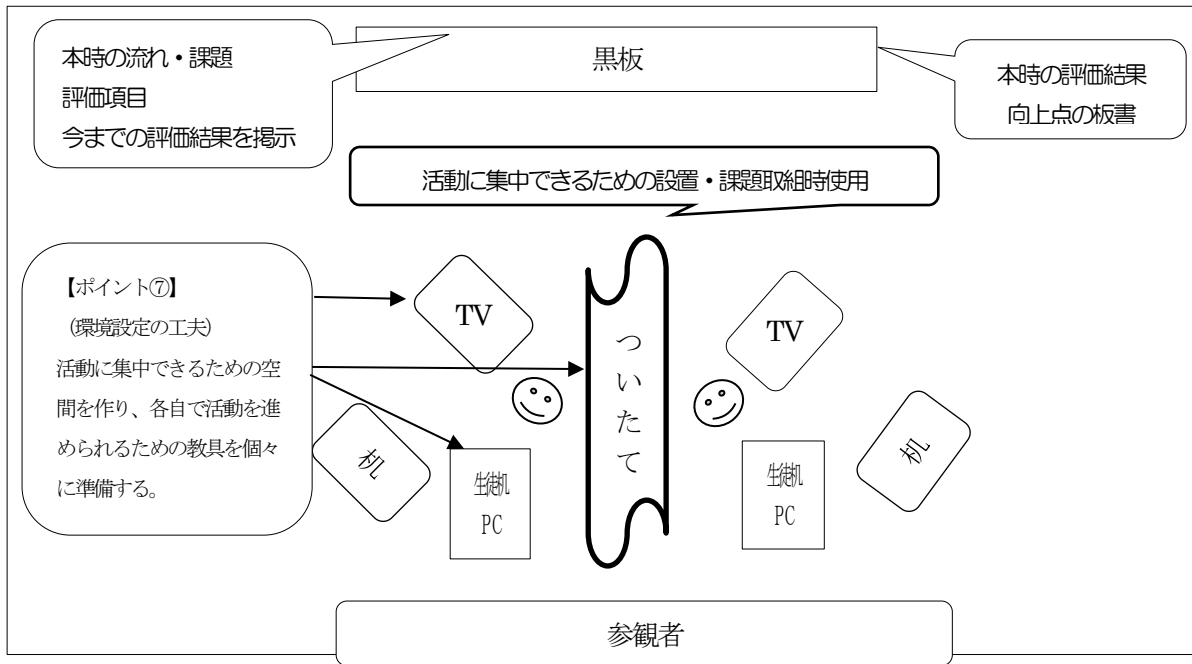 本時の流れ・課題
評価項目
今までの評価結果を掲示
黒板
本時の評価結果
向上点の板書
活動に集中できるための設置・課題取組時使用
【ポイント⑦】
(環境設定の工夫)
活動に集中できるための空
間を作り、各自で活動を進
められるための教具を個々
に準備する。
TV
ついたて
TV
机
生徒机
PC
生徒机
PC
机
参観者